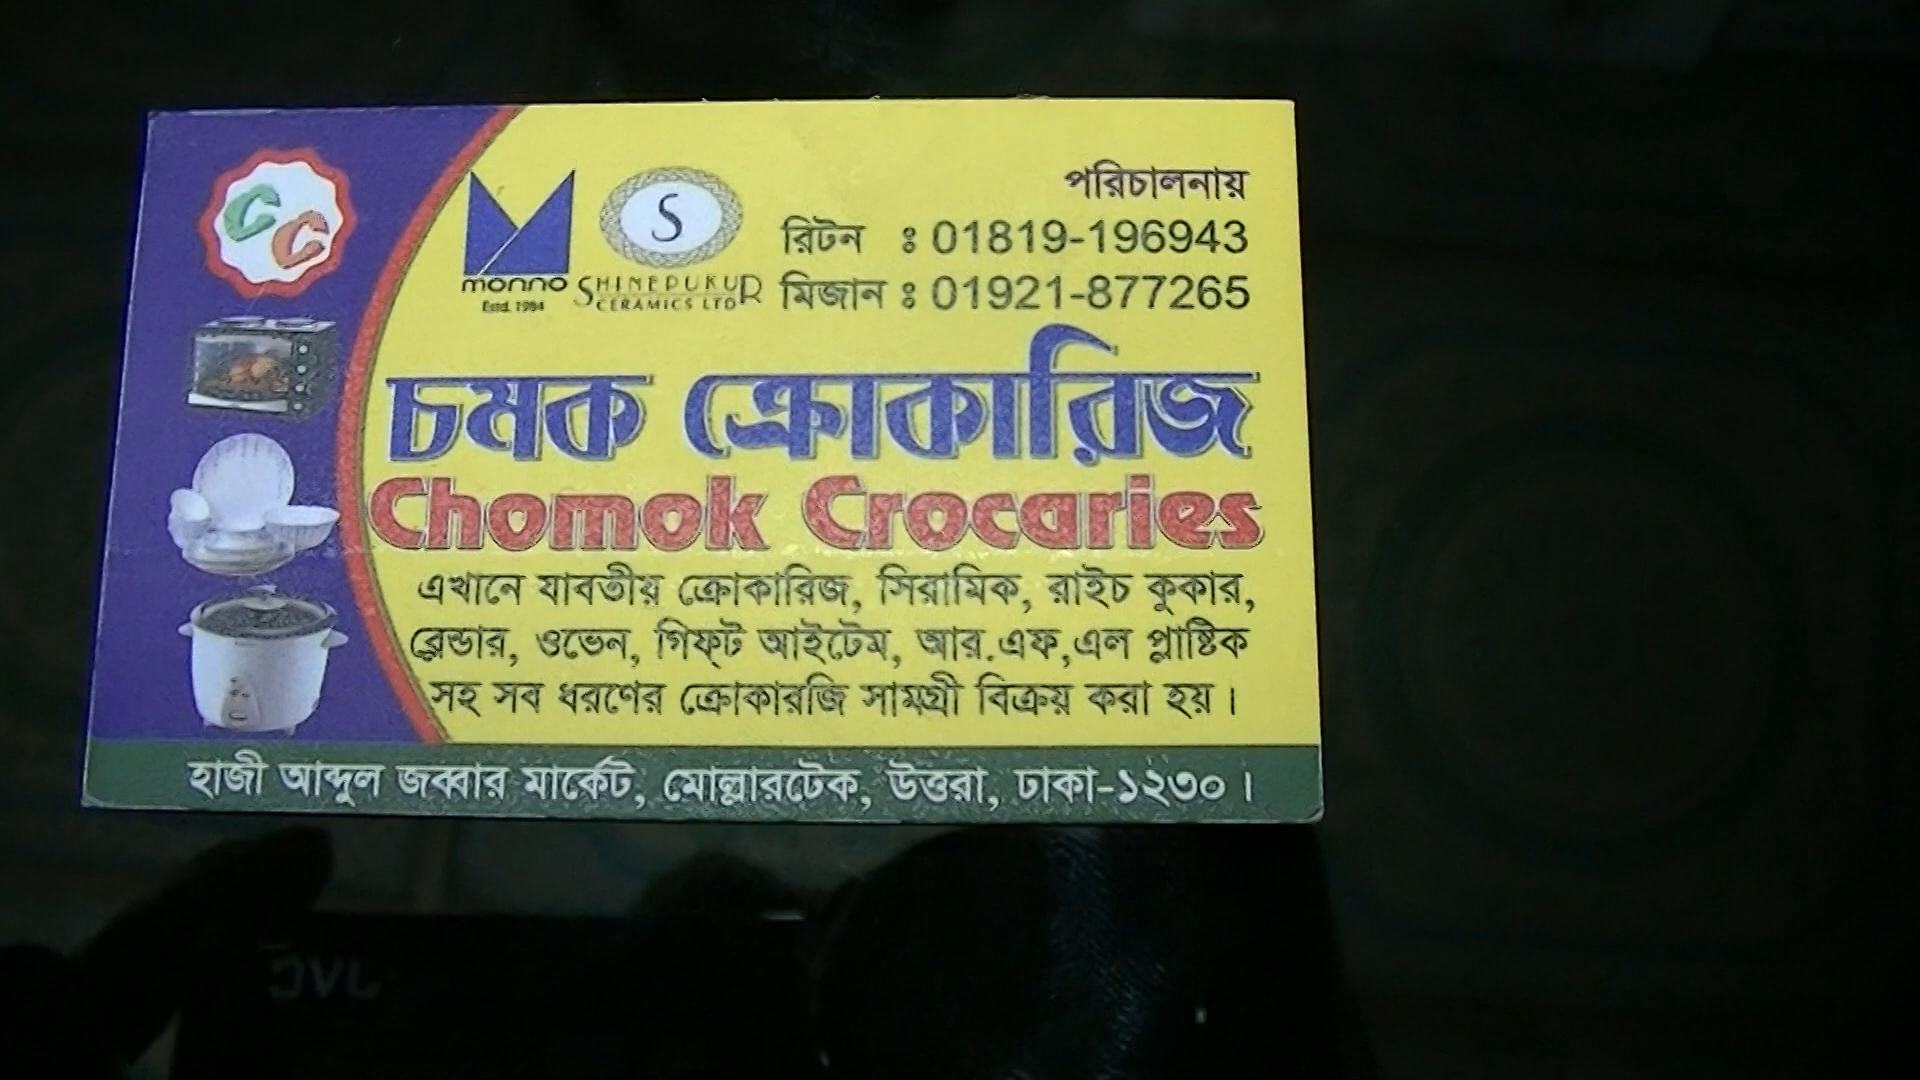 CC
monno
Estd. 1984
S
SHINEPUKUR
CERAMICS LTD
পরিচালনায়
রিটন : 01819-196943
মিজান : 01921-877265
চমক ক্রোকারিজ
Chomok Crocaries
এখানে যাবতীয় ক্রোকারিজ, সিরামিক, রাইচ কুকার,
ব্লেন্ডার, ওভেন, গিফ্ট আইটেম, আর.এফ,এল প্লাষ্টিক
সহ সব ধরণের ক্রোকারজি সামগ্রী বিক্রয় করা হয়।
হাজী আব্দুল জব্বার মার্কেট, মোল্লারটেক, উত্তরা, ঢাকা-১২৩০।
JVC